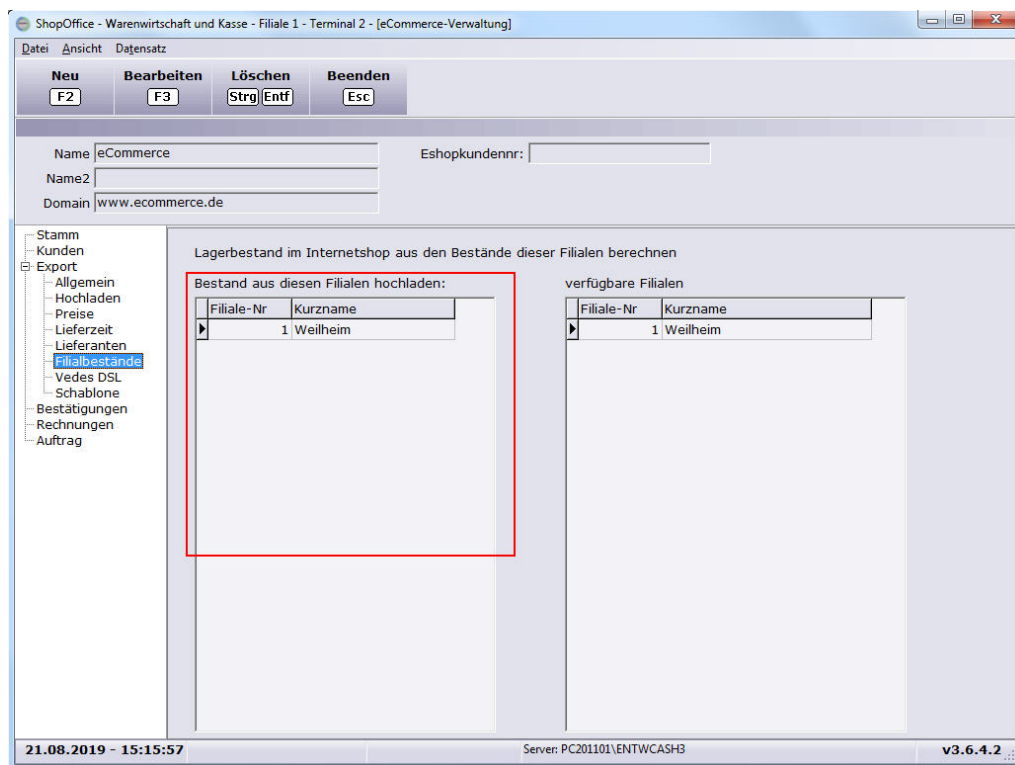 ShopOffice - Warenwirtschaft und Kasse - Filiale 1 - Terminal 2 - [eCommerce-Verwaltung]
Datei Ansicht Datensatz
Neu Bearbeiten Löschen Beenden
F2 F3 Strg Entf Esc
Name eCommerce Eshopkundennr:
Name2
Domain www.ecommerce.de
Stamm
Kunden
Export
Allgemein
Hochladen
Preise
Lieferzeit
Lieferanten
Filialbestände
Vedes DSL
Schablone
Bestätigungen
Rechnungen
Auftrag
Lagerbestand im Internetshop aus den Bestände dieser Filialen berechnen
Bestand aus diesen Filialen hochladen:
Filiale-Nr Kurzname
1 Weilheim
verfügbare Filialen
Filiale-Nr Kurzname
1 Weilheim
21.08.2019 - 15:15:57 Server: PC201101\ENTWCASH3 v3.6.4.2